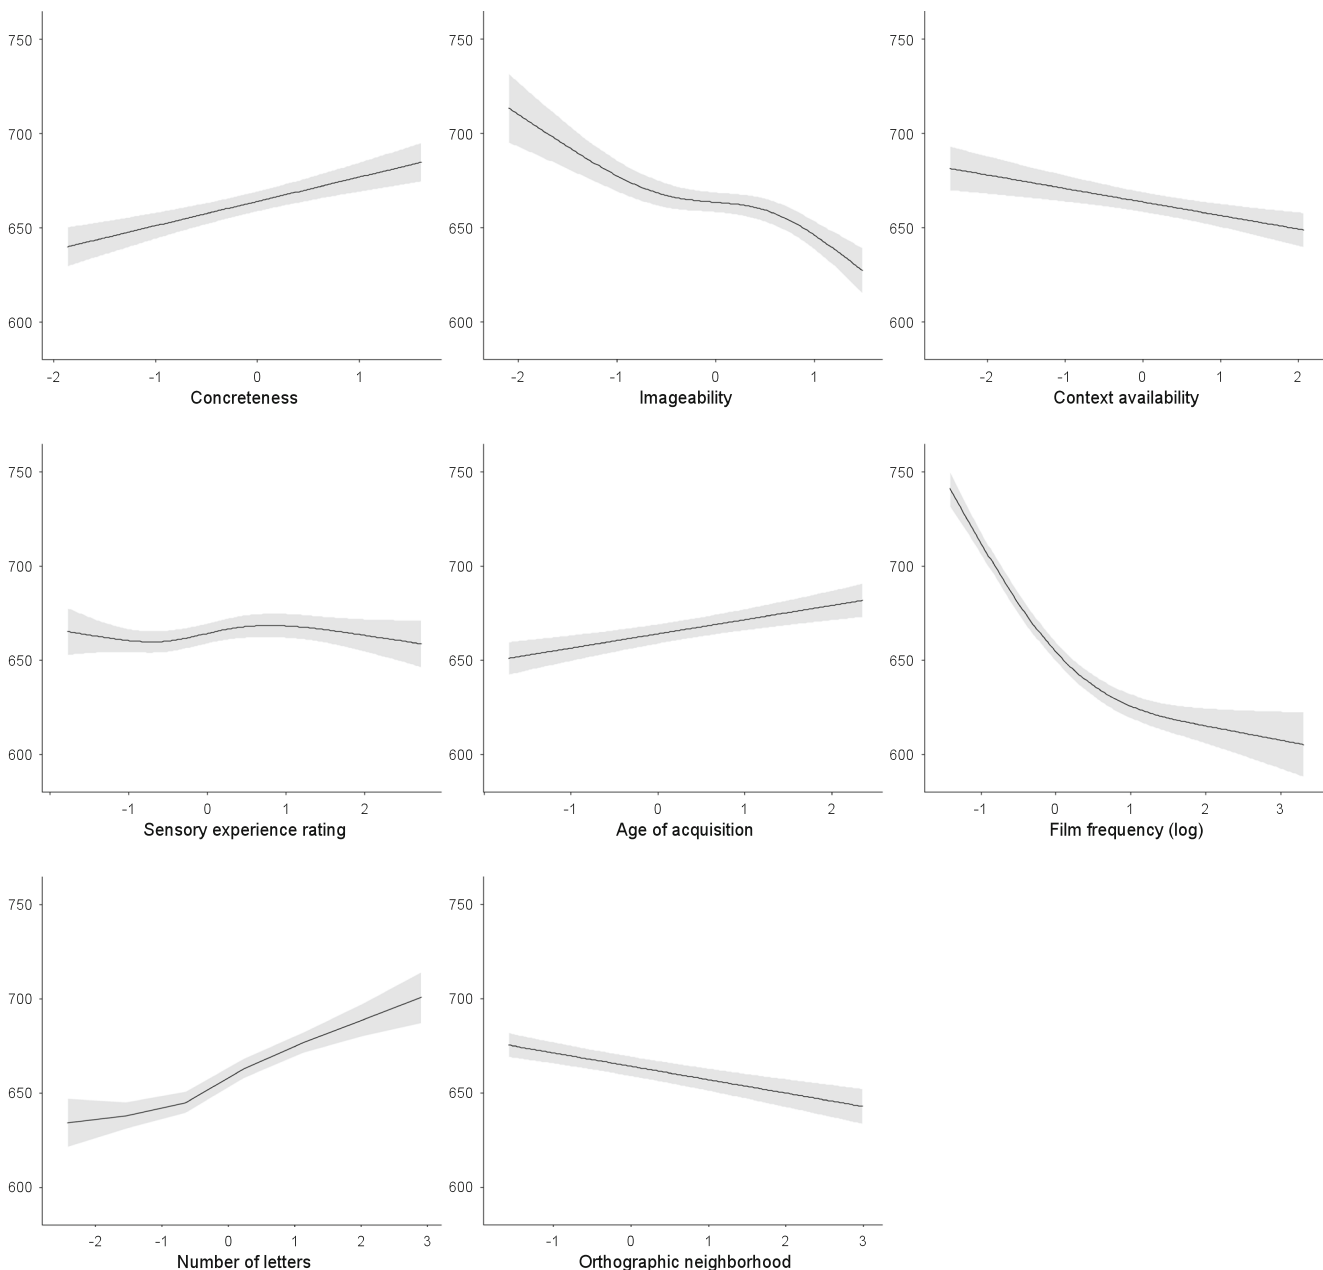 750
700
650
600
-2 -1 0 1
Concreteness
750
700
650
600
-2 -1 0 1
Imageability
750
700
650
600
-2 -1 0 1 2
Context availability
750
700
650
600
-1 0 1 2
Sensory experience rating
750
700
650
600
-1 0 1 2
Age of acquisition
750
700
650
600
-1 0 1 2 3
Film frequency (log)
750
700
650
600
-2 -1 0 1 2 3
Number of letters
750
700
650
600
-1 0 1 2 3
Orthographic neighborhood